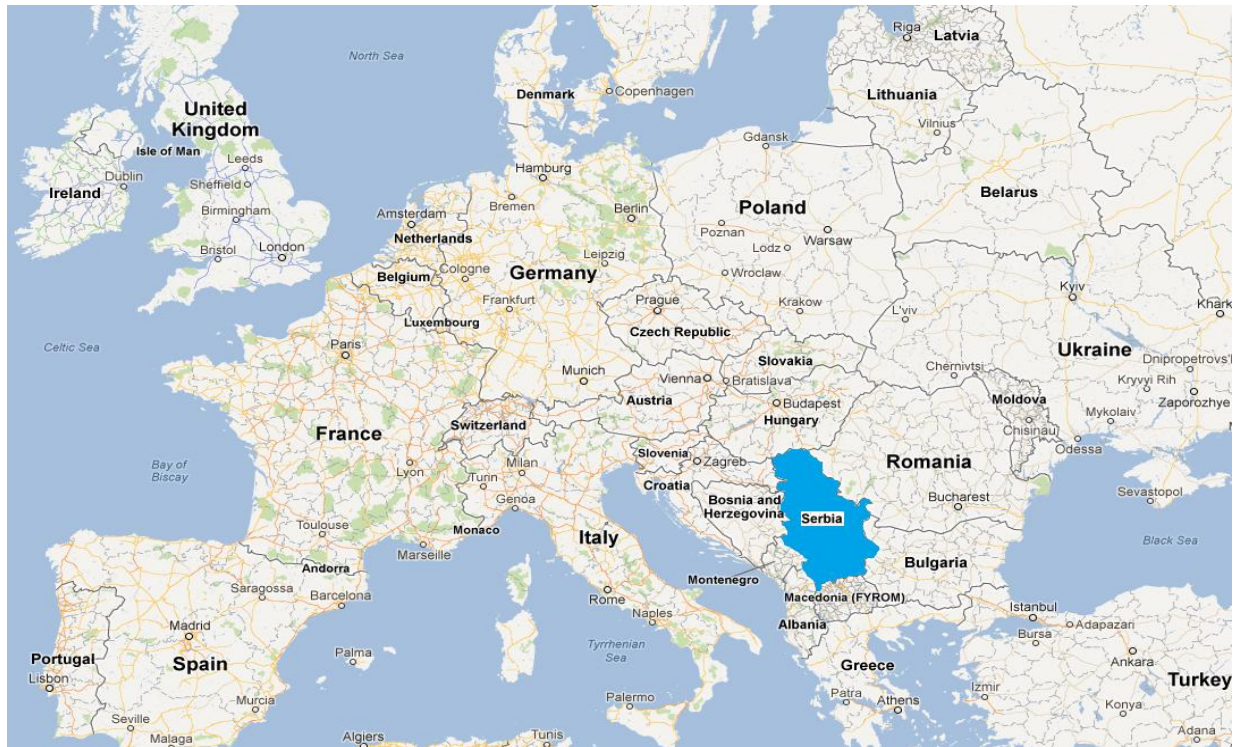 Riga
Latvia
North Sea
Denmark
Copenhagen
Lithuania
Vilnius
United
Kingdom
Isle of Man
Leeds
Dublin
Sheffield
Ireland
Birmingham
Bristol
London
Gdansk
Hamburg
Bremen
Berlin
Belarus
Poland
Poznan
Warsaw
Lodz
Amsterdam
Netherlands
Leipzig
Germany
Cologne
Belgium
Wroclaw
Kyiv
Prague
Krakow
L'viv
Frankfurt
Luxembourg
Czech Republic
Celtic Sea
Paris
Ukraine
Slovakia
Dnipropetrovs'
Chernivtsi
Kryvyi Rih
Zaporozhye
Munich
Vienna
Bratislava
Budapest
Moldova
Austria
Hungary
Switzerland
Mykolaiv
Chisinau
Odessa
France
Bay of
Biscay
Lyon
Milan
Turin
Slovenia
Zagreb
Romania
Croatia
Genoa
Bosnia and
Herzegovina
Bucharest
Sevastopol
Serbia
Toulouse
Monaco
Italy
Marseille
Black Sea
Andorra
Bulgaria
Montenegro
Saragossa
Barcelona
Rome
Macedonia (FYROM)
Naples
Albania
Istanbul
Adapazari
Bursa
Madrid
Palma
Tyrrhenian
Sea
Ankara
Portugal
Spain
Greece
Lisbon
Turkey
Palermo
Patra
Athens
Izmir
Murcia
Konya
Seville
Malaga
Algiers
Tunis
Adana